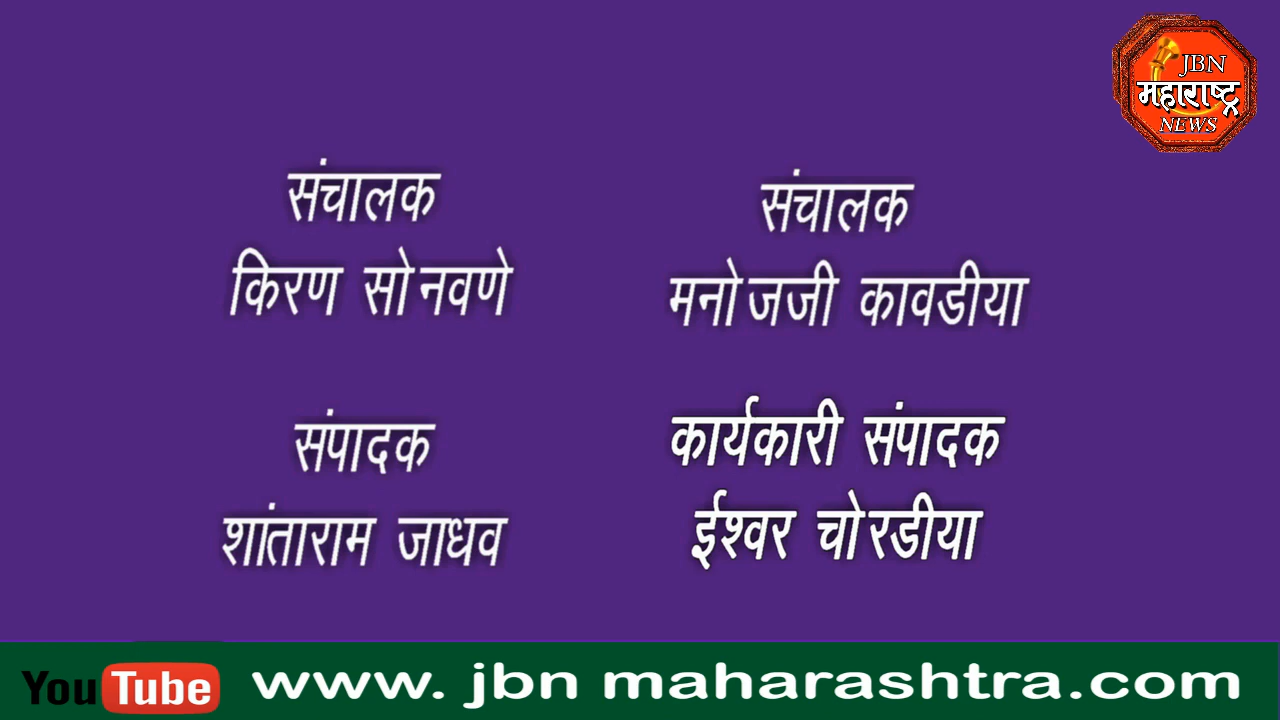 JBN
महाराष्ट्र
NEWS
संचालक
किरण सोनवणे
संचालक
मनोजजी कावडीया
संपादक
शांताराम जाधव
कार्यकारी संपादक
ईश्वर चोरडीया
YouTube www. jbn maharashtra.com